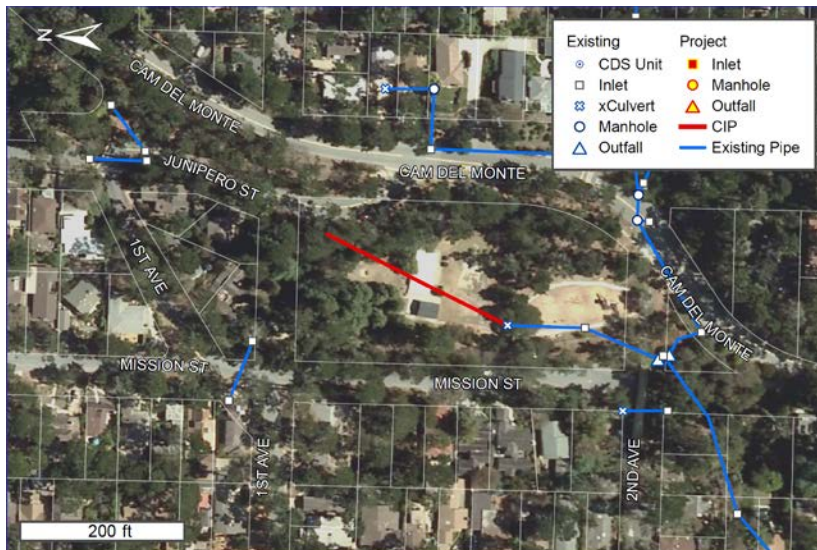 N
CAM DEL MONTE
Existing
Project
CDS Unit
Inlet
Inlet
Manhole
xCulvert
Outfall
Manhole
CIP
Outfall
Existing Pipe
CAM DEL MONTE
JUNIPERO ST
1ST AVE
CAM DEL MONTE
MISSION ST
MISSION ST
1ST AVE
2ND AVE
200 ft